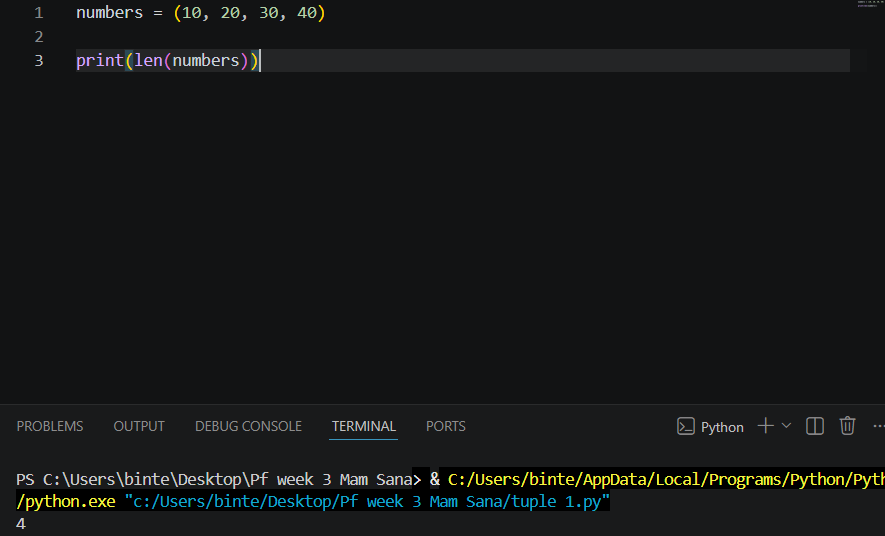 1 numbers = (10, 20, 30, 40)
2
3 print(len(numbers))
PROBLEMS OUTPUT DEBUG CONSOLE TERMINAL PORTS Python
PS C:\Users\binte\Desktop\Pf week 3 Mam Sana> & C:/Users/binte/AppData/Local/Programs/Python/Pyth
/python.exe "c:/Users/binte/Desktop/Pf week 3 Mam Sana/tuple 1.py"
4